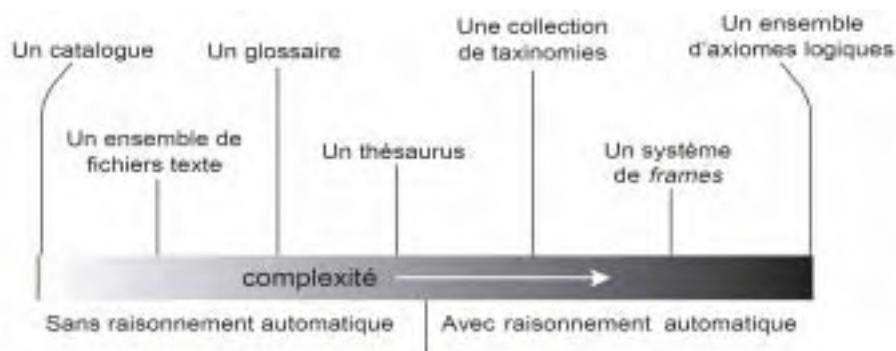 Un catalogue
Un glossaire
Une collection
de taxinomies
Un ensemble
d'axiomes logiques
Un ensemble de
fichiers texte
Un thésaurus
Un système
de frames
complexité
Sans raisonnement automatique
Avec raisonnement automatique